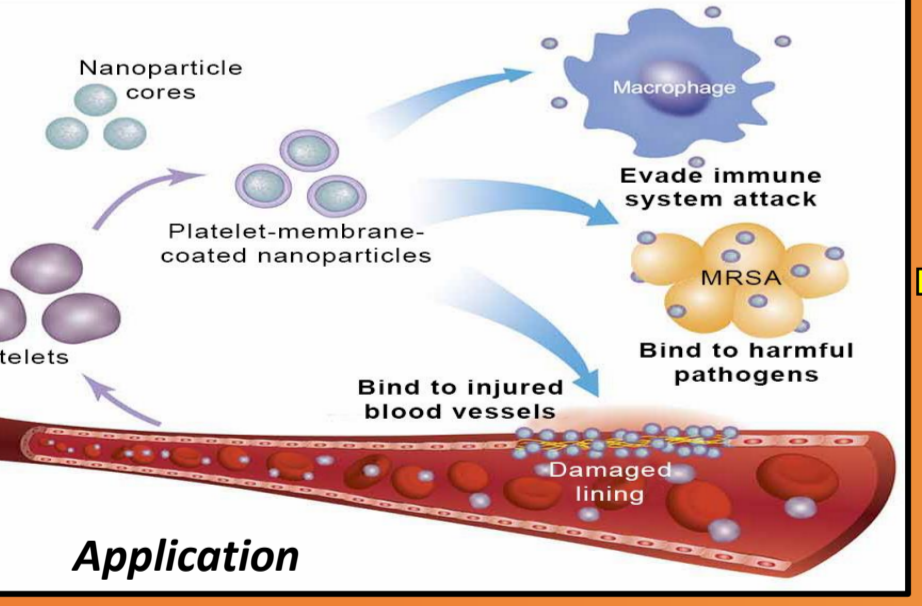 Nanoparticle
cores
Macrophage
Evade immune
system attack
Platelet-membrane-
coated nanoparticles
MRSA
Bind to harmful
pathogens
telets
Bind to injured
blood vessels
Damaged
lining
Application